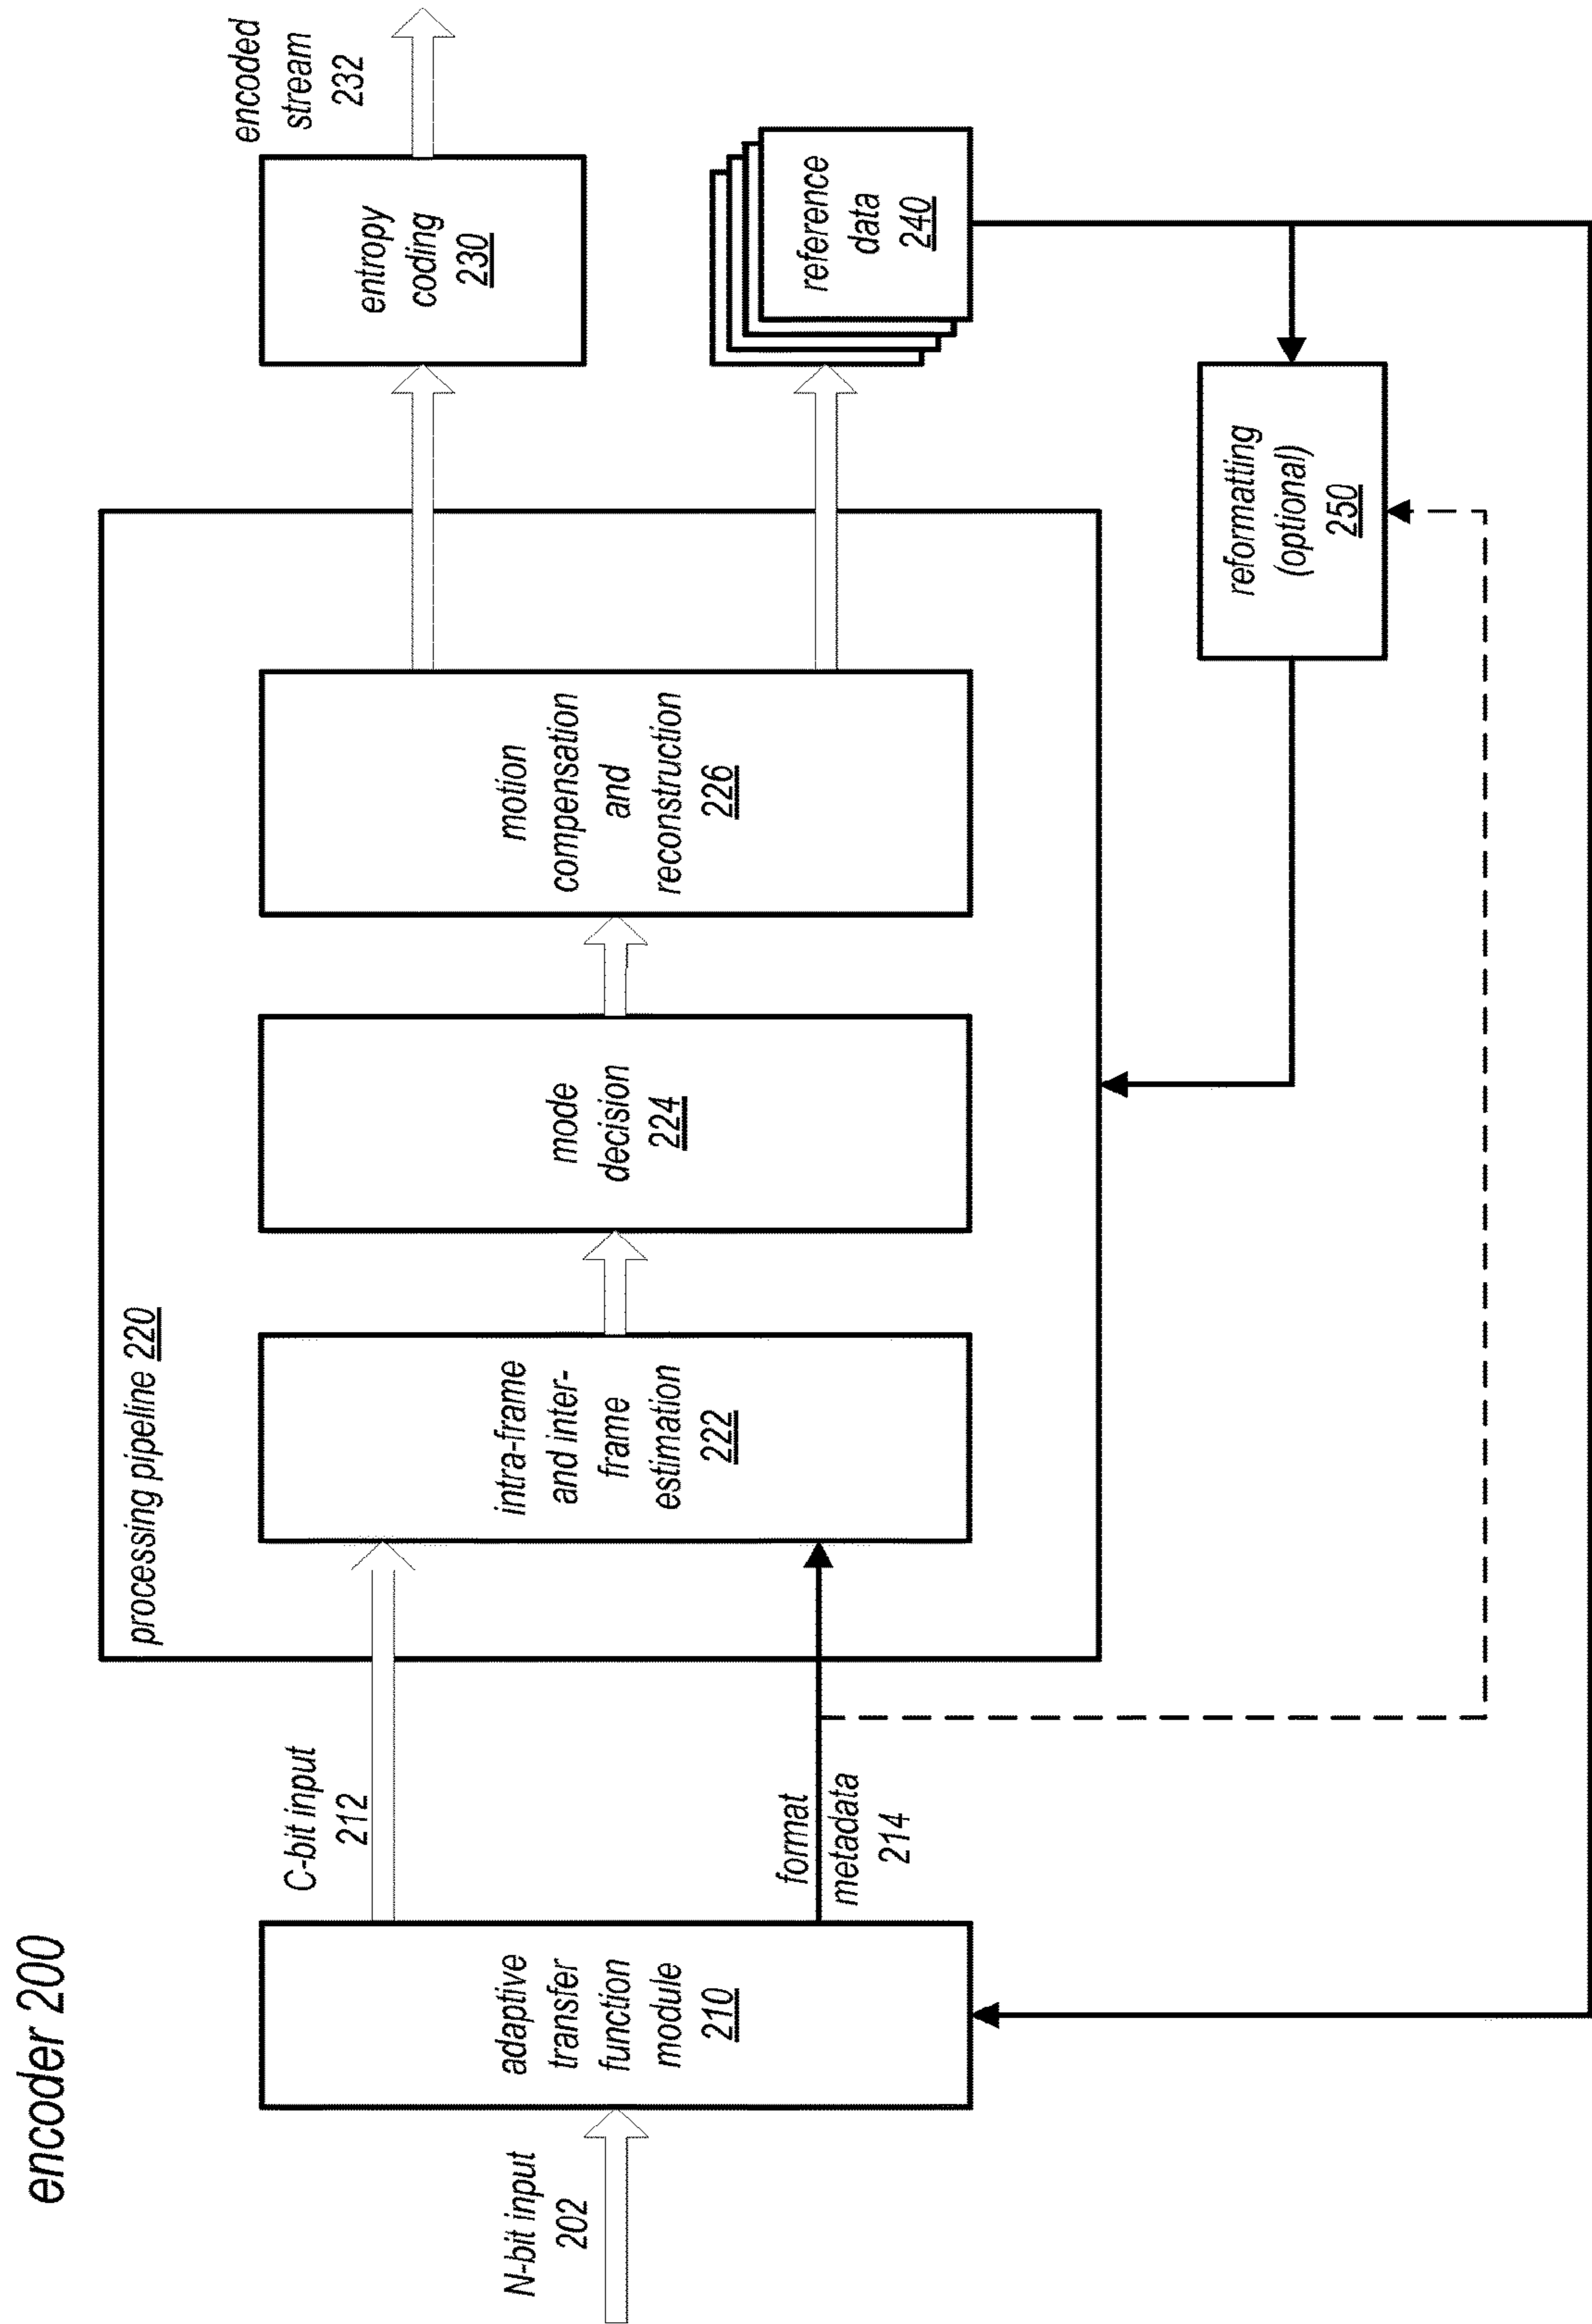 encoder 200
N-bit input
202
adaptive
transfer
function
module
210
C-bit input
212
format
metadata
214
processing pipeline 220
intra-frame
and inter-
frame
estimation
222
mode
decision
224
motion
compensation
and
reconstruction
226
entropy
coding
230
encoded
stream
232
reference
data
240
reformatting
(optional)
250